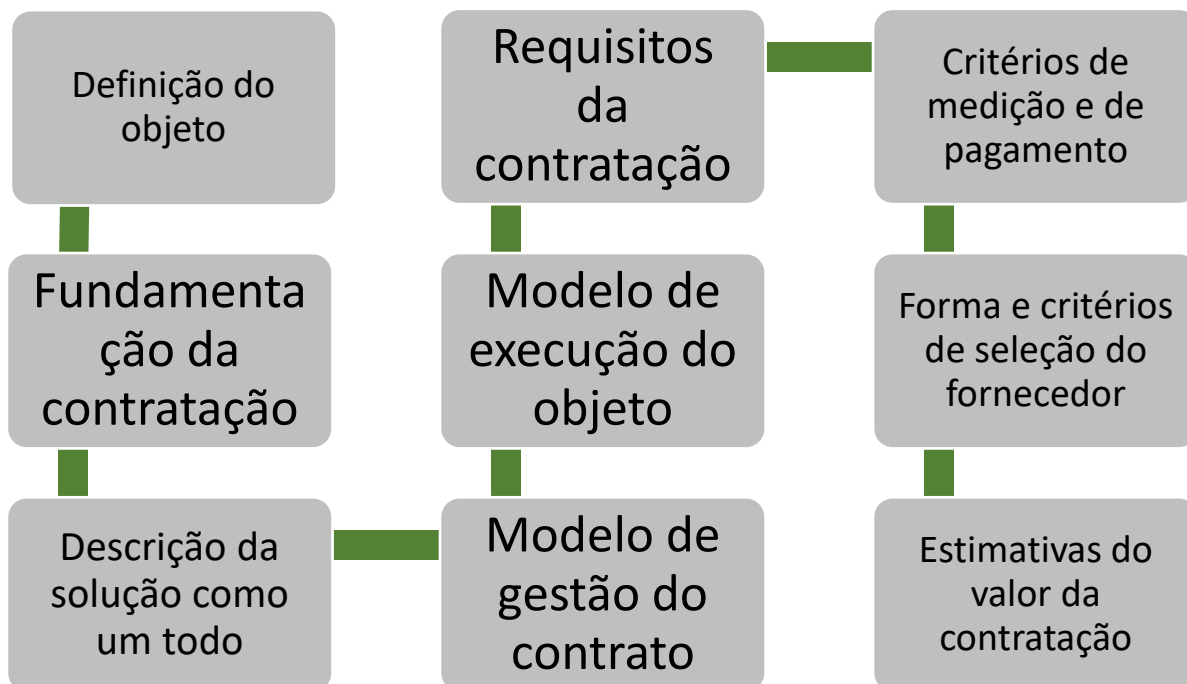 Definição do
objeto
Fundamenta
ção da
contratação
Descrição da
solução como
um todo
Modelo de
gestão do
contrato
Modelo de
execução do
objeto
Requisitos
da
contratação
Critérios de
medição e de
pagamento
Forma e critérios
de seleção do
fornecedor
Estimativas do
valor da
contratação